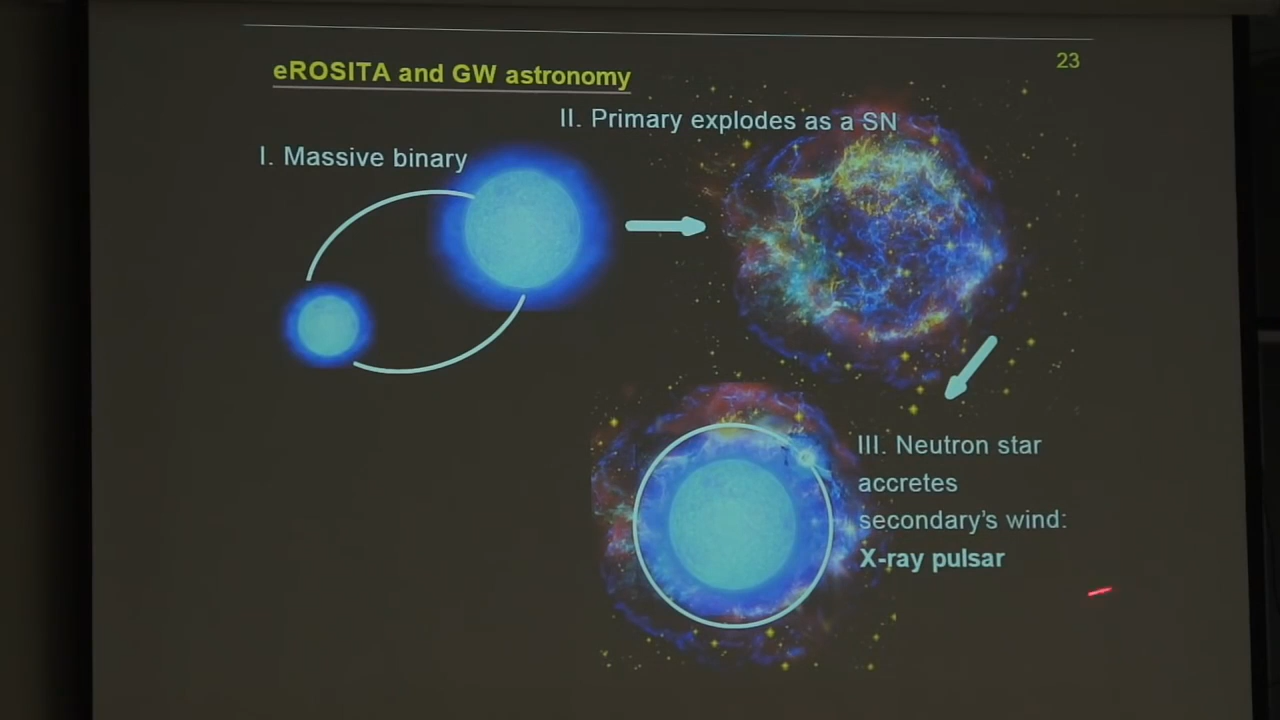 eROSITA and GW astronomy
23
II. Primary explodes as a SN
I. Massive binary
III. Neutron star
accretes
secondary's wind:
X-ray pulsar